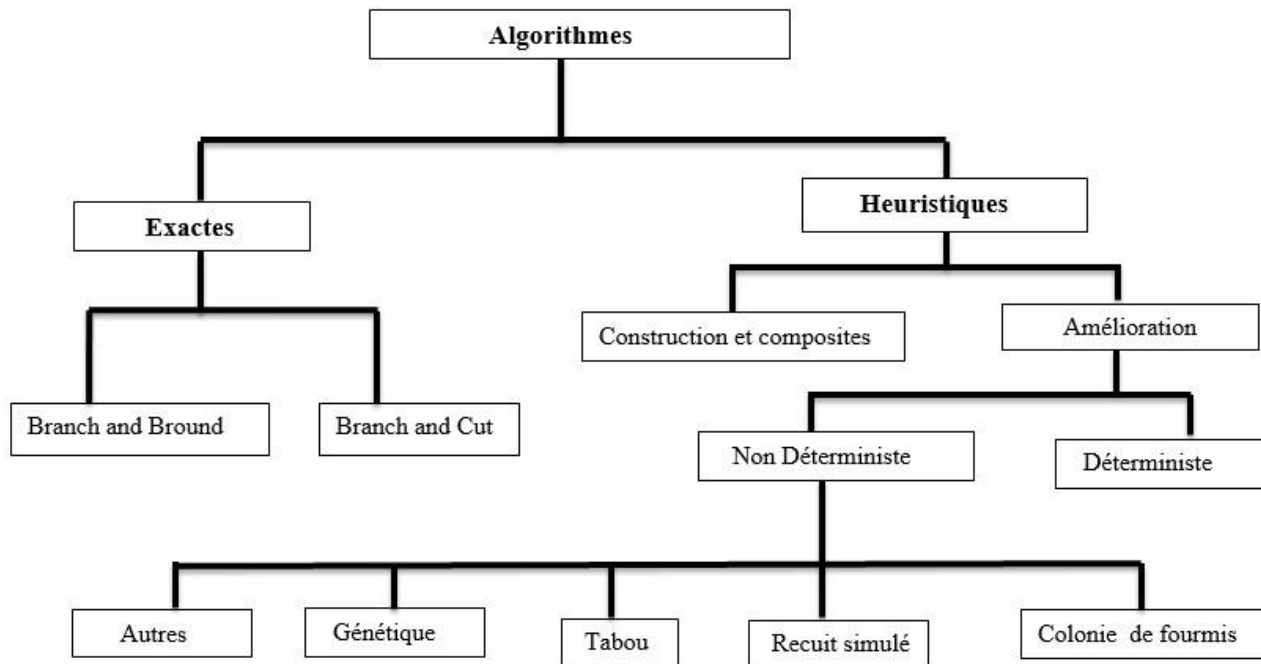 Algorithmes
Exactes
Heuristiques
Construction et composites
Amélioration
Branch and Bround
Branch and Cut
Non Déterministe
Déterministe
Autres
Génétique
Tabou
Recuit simulé
Colonie de fourmis